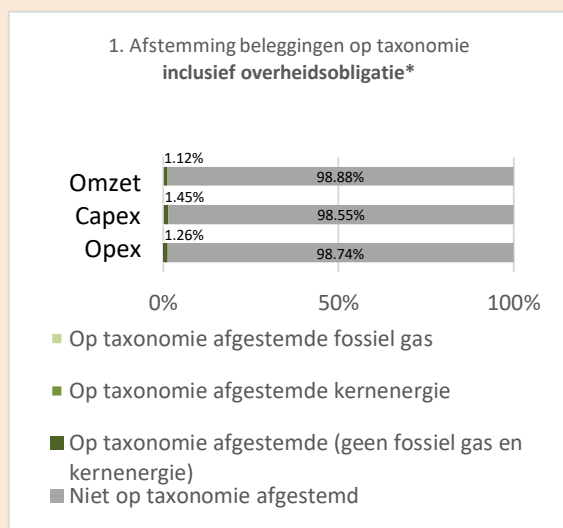 1. Afstemming beleggingen op taxonomie
inclusief overheidsobligatie*
1.12%
Omzet
98.88%
1.45%
Capex
98.55%
1.26%
Opex
98.74%
0%
50%
100%
Op taxonomie afgestemde fossiel gas
Op taxonomie afgestemde kernenergie
Op taxonomie afgestemde (geen fossiel gas en
kernenergie)
Niet op taxonomie afgestemd